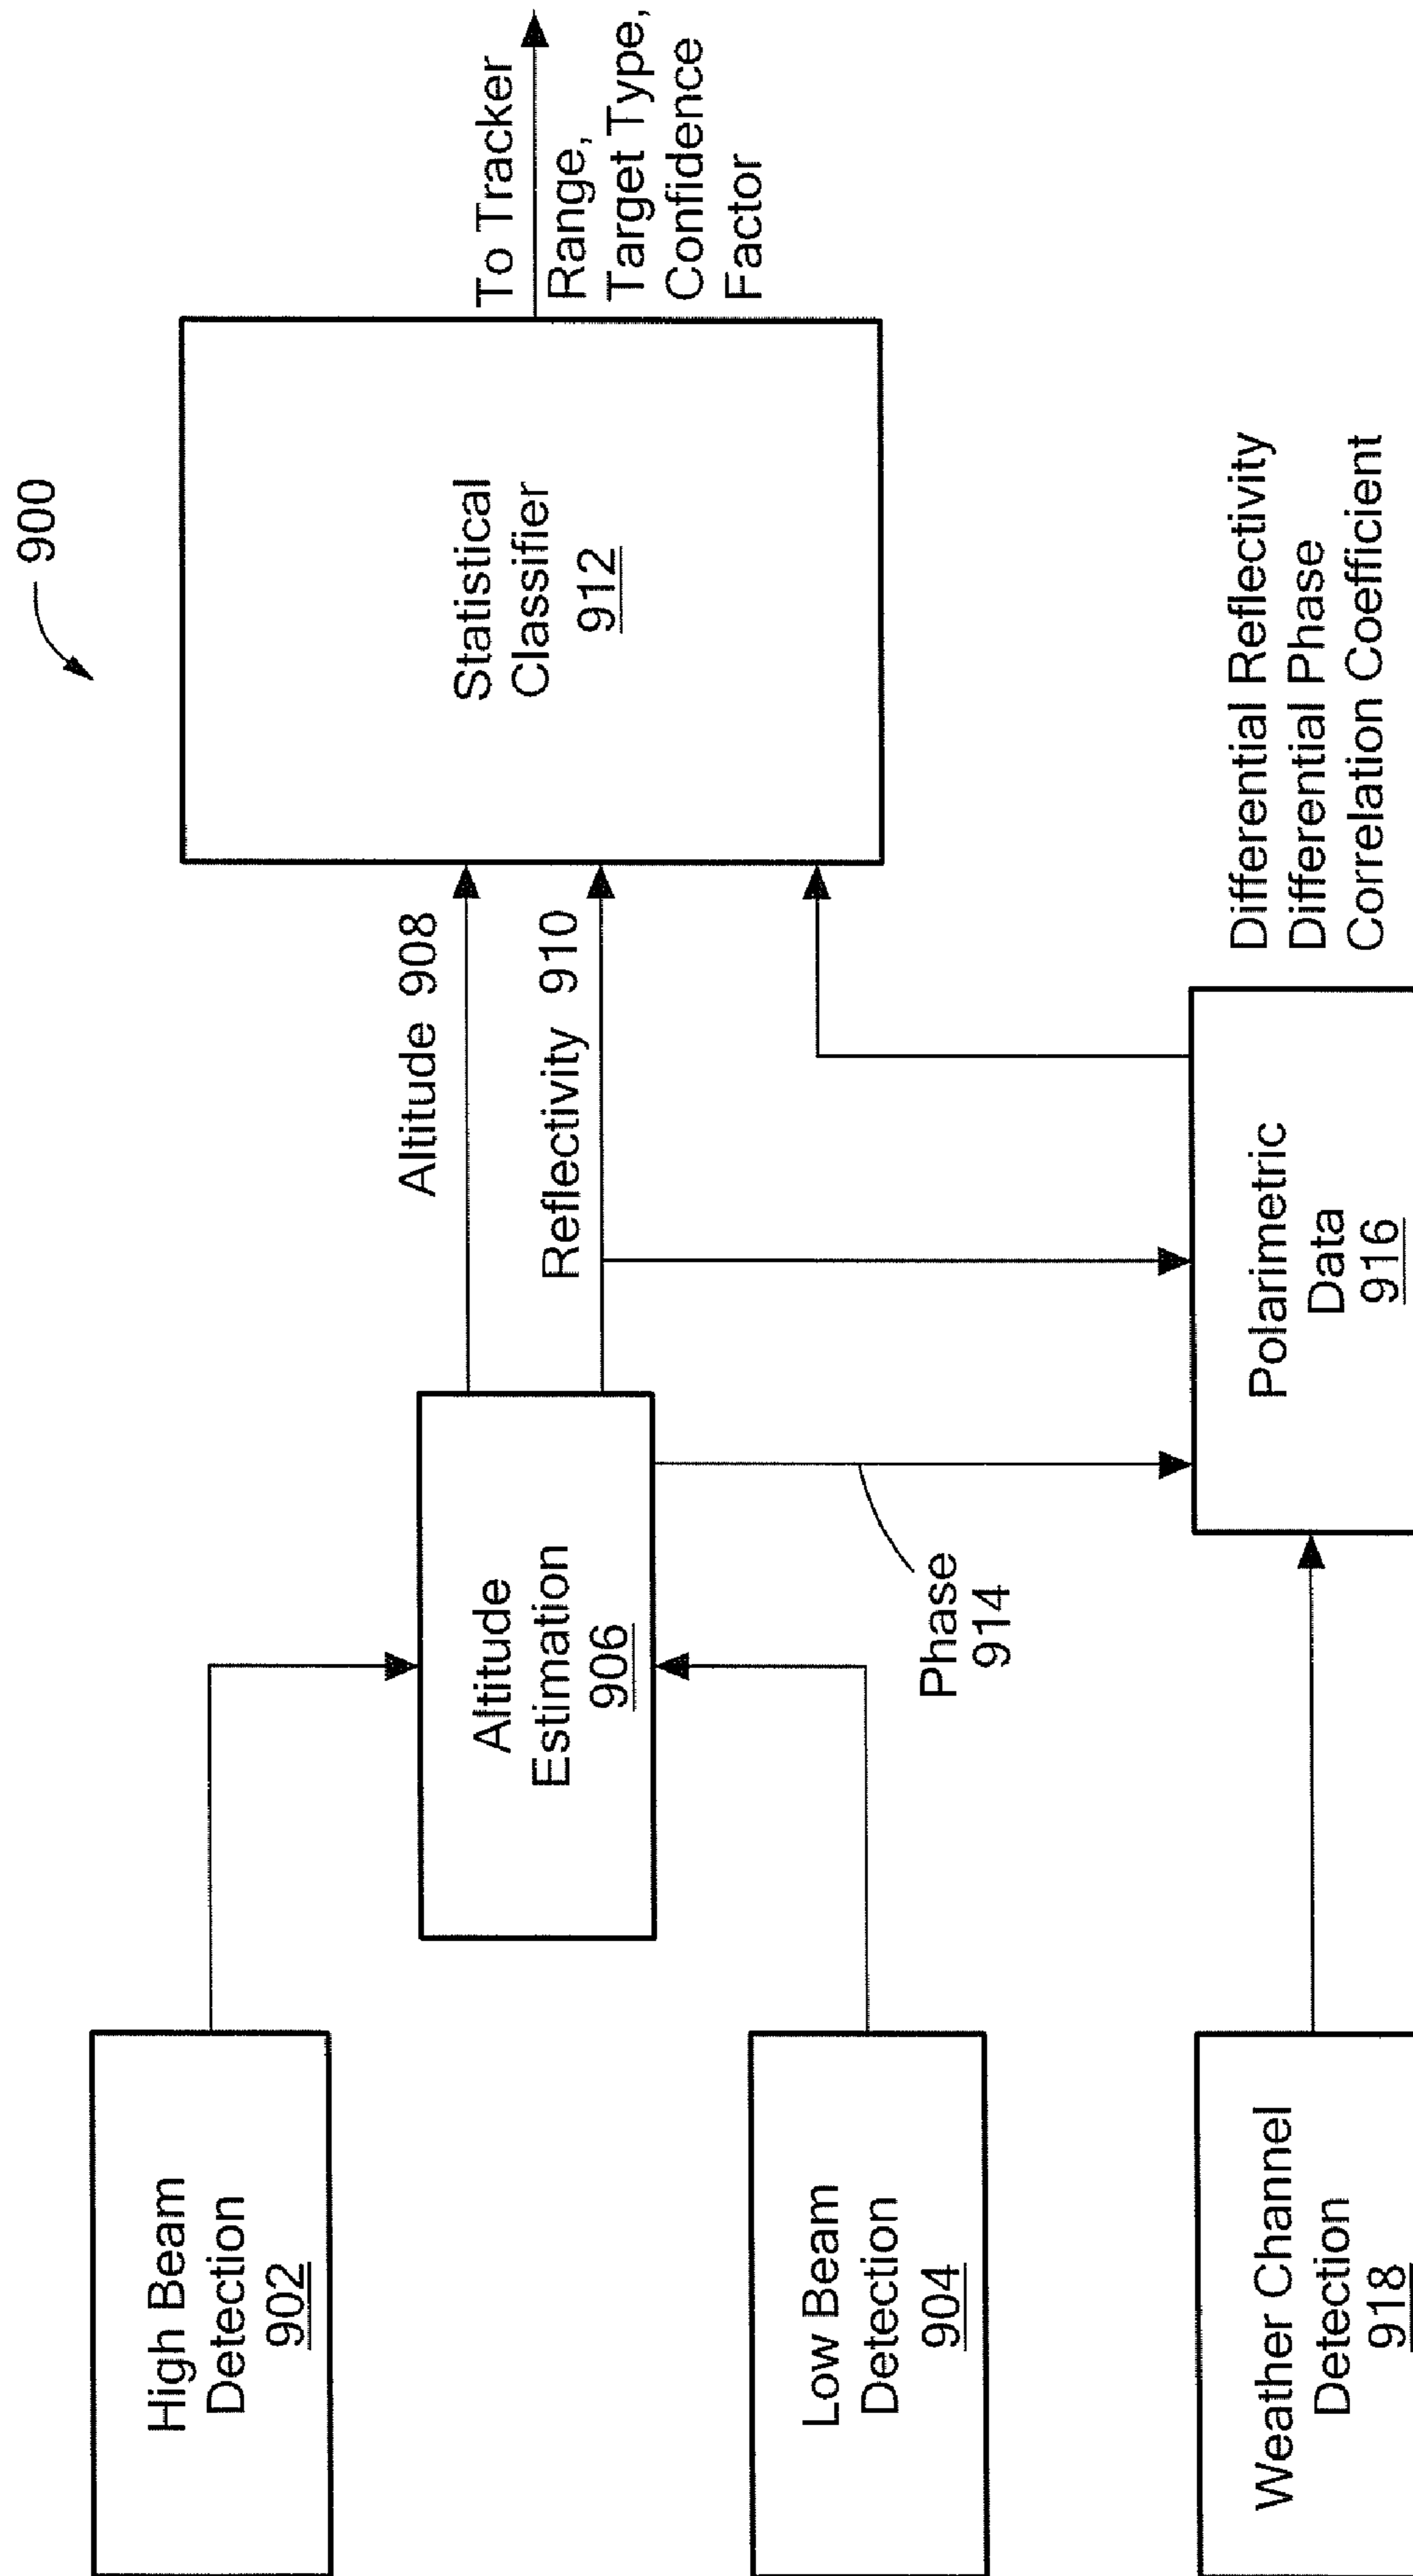 900
High Beam
Detection
902
Low Beam
Detection
904
Weather Channel
Detection
918
Altitude
Estimation
906
Phase
914
Altitude 908
Reflectivity 910
Polarimetric
Data
916
Differential Reflectivity
Differential Phase
Correlation Coefficient
Statistical
Classifier
912
To Tracker
Range,
Target Type,
Confidence
Factor